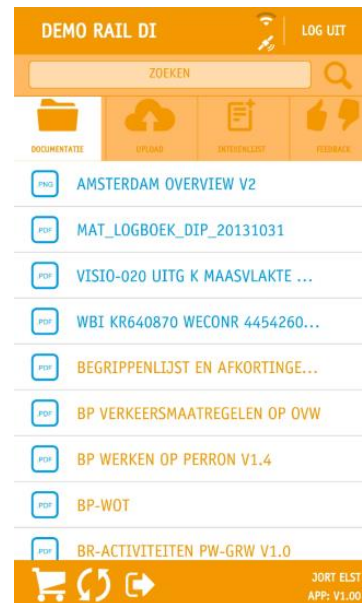 DEMO RAIL DI
LOG UIT
ZOEKEN
DOCUMENTATIE
UPLOAD
INTEKENLIJST
FEEDBACK
PNG AMSTERDAM OVERVIEW V2
PDF MAT_LOGBOEK_DIP_20131031
PDF VISIO-020 UITG K MAASVLAKTE ...
PDF WBI KR640870 WECONR 4454260...
PDF BEGRIPPENLIJST EN AFKORTINGE...
PDF BP VERKEERSMAATREGELEN OP OVW
PDF BP WERKEN OP PERRON V1.4
PDF BP-WOT
PDF BR-ACTIVITEITEN PW-GRW V1.0
JORT ELST
APP: V1.00